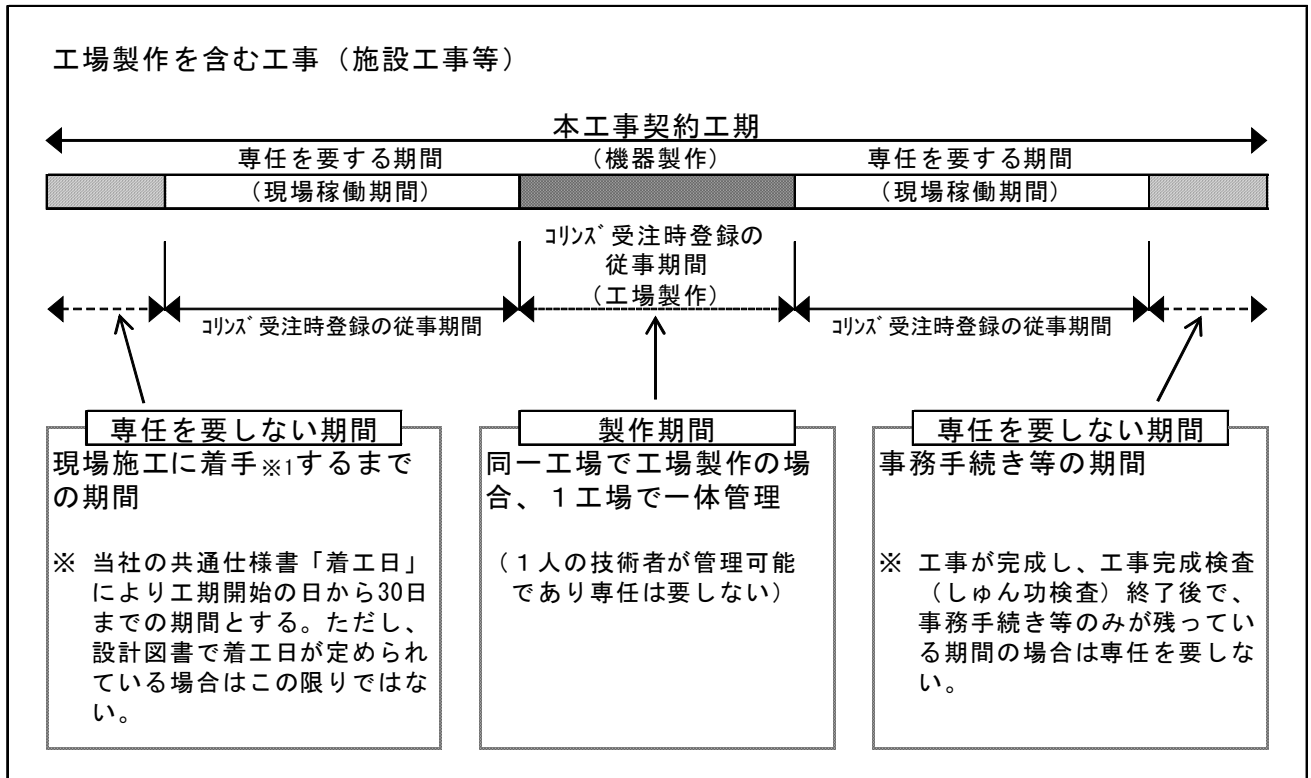 工場製作を含む工事（施設工事等）
本工事契約工期
専任を要する期間
（機器製作）
専任を要する期間
（現場稼働期間）
（現場稼働期間）
ｺﾘﾝｽﾞ受注時登録の
従事期間
（工場製作）
ｺﾘﾝｽﾞ受注時登録の従事期間
ｺﾘﾝｽﾞ受注時登録の従事期間
専任を要しない期間
現場施工に着手※1するまで
の期間
※ 当社の共通仕様書「着工日」
により工期開始の日から30日
までの期間とする。ただし、
設計図書で着工日が定められ
ている場合はこの限りではな
い。
製作期間
同一工場で工場製作の場
合、１工場で一体管理
（１人の技術者が管理可能
であり専任は要しない）
専任を要しない期間
事務手続き等の期間
※ 工事が完成し、工事完成検査
（しゅん功検査）終了後で、
事務手続き等のみが残ってい
る期間の場合は専任を要しな
い。